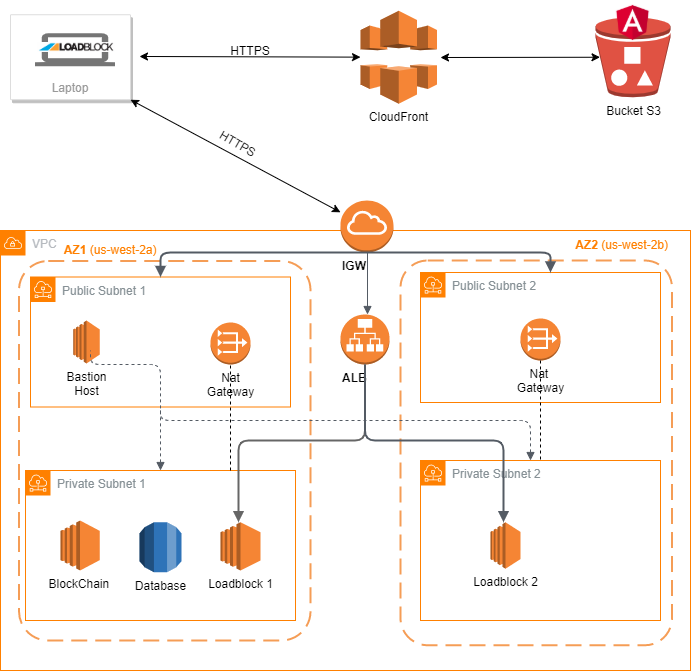 LOADBLOCK
Laptop
HTTPS
CloudFront
A
Bucket S3
HTTPS
VPC
AZ1 (us-west-2a)
AZ2 (us-west-2b)
IGW
Public Subnet 1
Public Subnet 2
Bastion
Host
Nat
Gateway
ALB
Nat
Gateway
Private Subnet 1
Private Subnet 2
BlockChain
Database
Loadblock 1
Loadblock 2